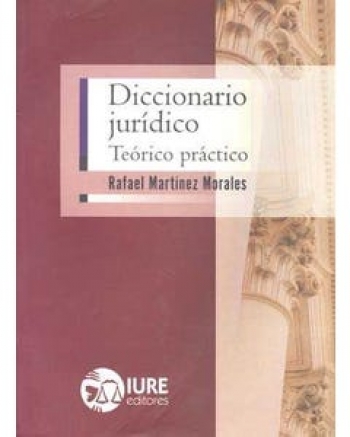 Diccionario
jurídico
Teórico práctico
Rafael Martínez Morales
IURE
editores